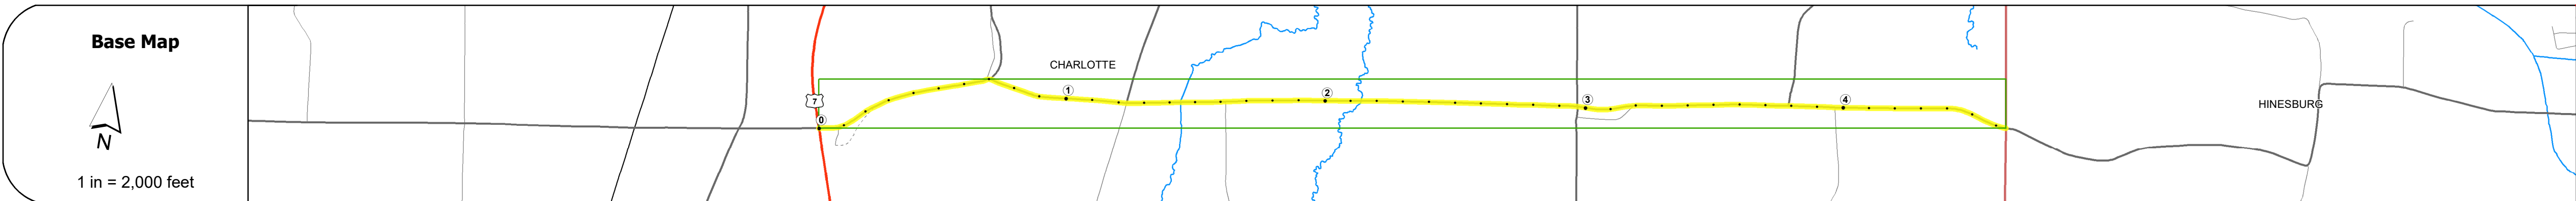 Base Map
N
1 in = 2,000 feet
CHARLOTTE
7
0
1
2
3
4
HINESBURG